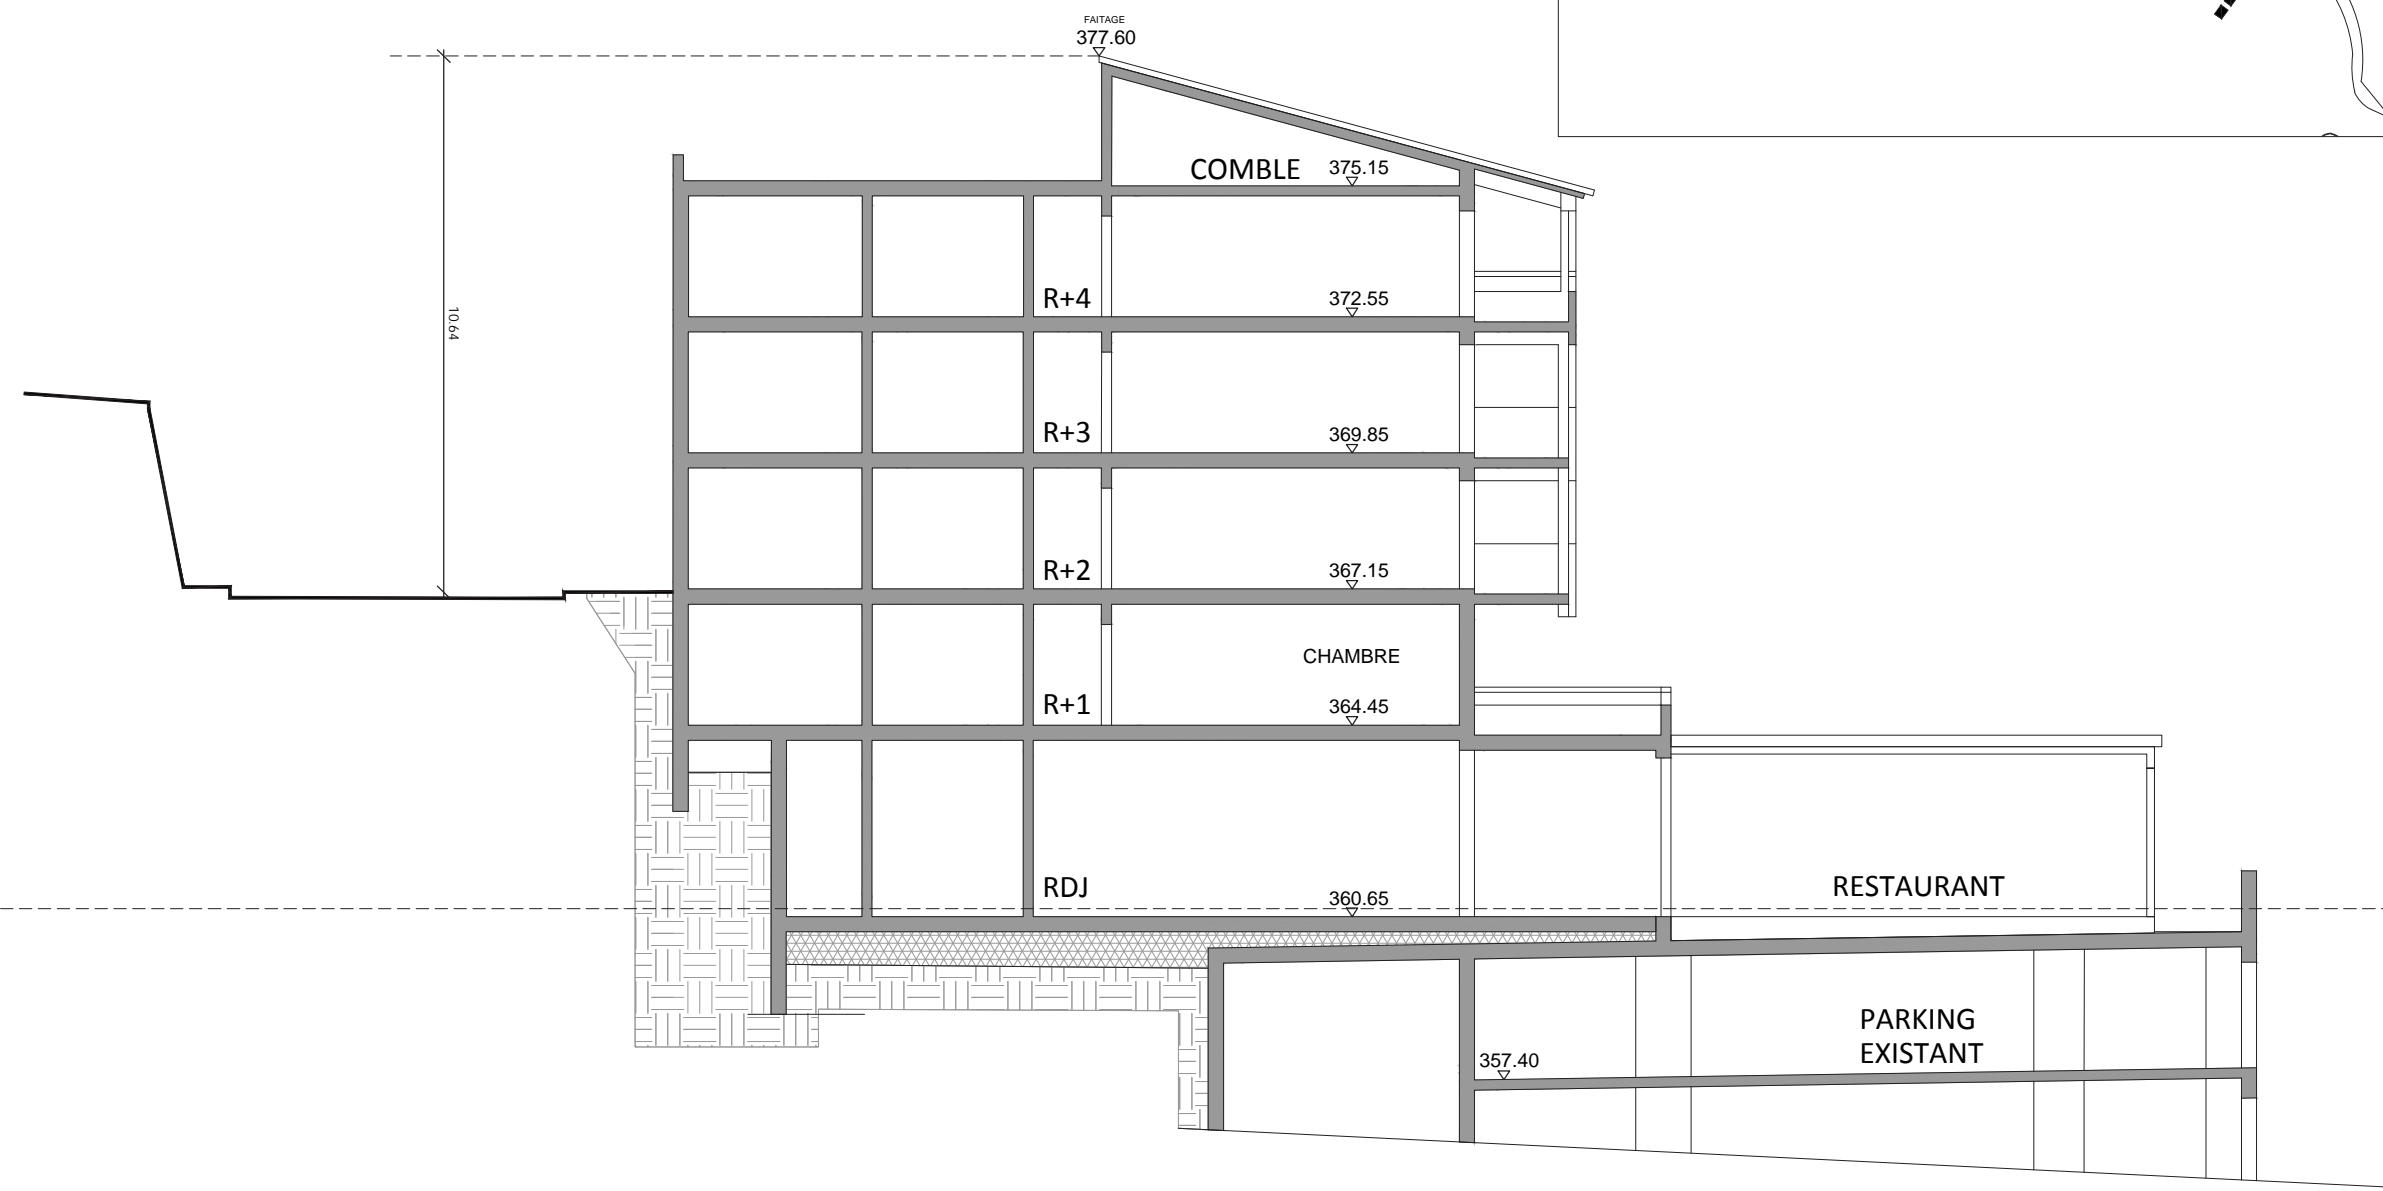 FAITAGE
377.60
COMBLE
375.15
R+4
372.55
10.64
R+3
369.85
R+2
367.15
CHAMBRE
R+1
364.45
RDJ
360.65
RESTAURANT
PARKING
EXISTANT
357.40